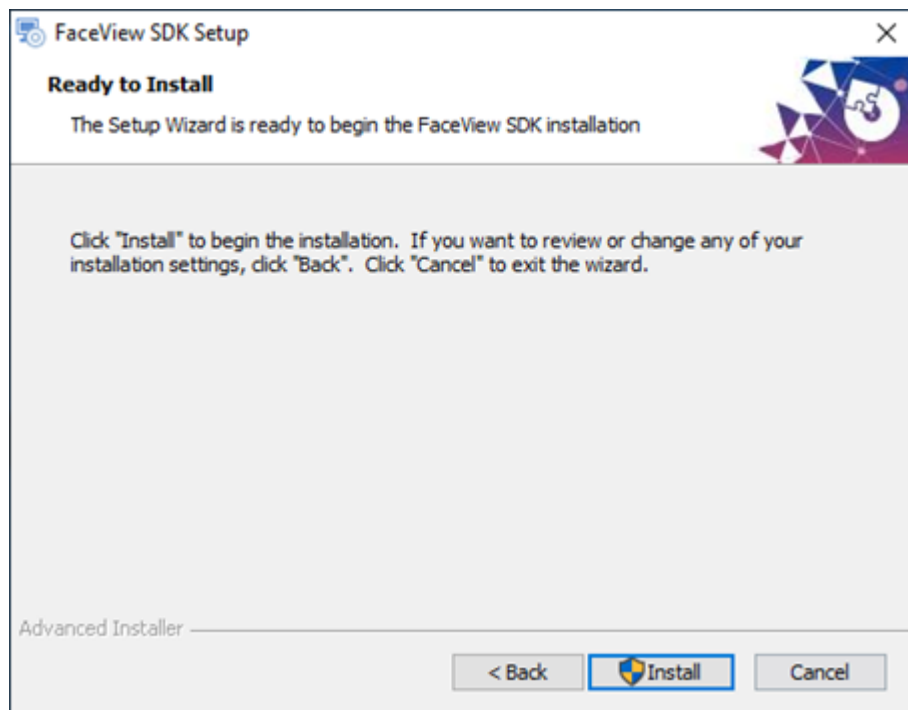 FaceView SDK Setup
Ready to Install
The Setup Wizard is ready to begin the FaceView SDK installation
Click "Install" to begin the installation.  If you want to review or change any of your
installation settings, click "Back".  Click "Cancel" to exit the wizard.
Advanced Installer
< Back
Install
Cancel